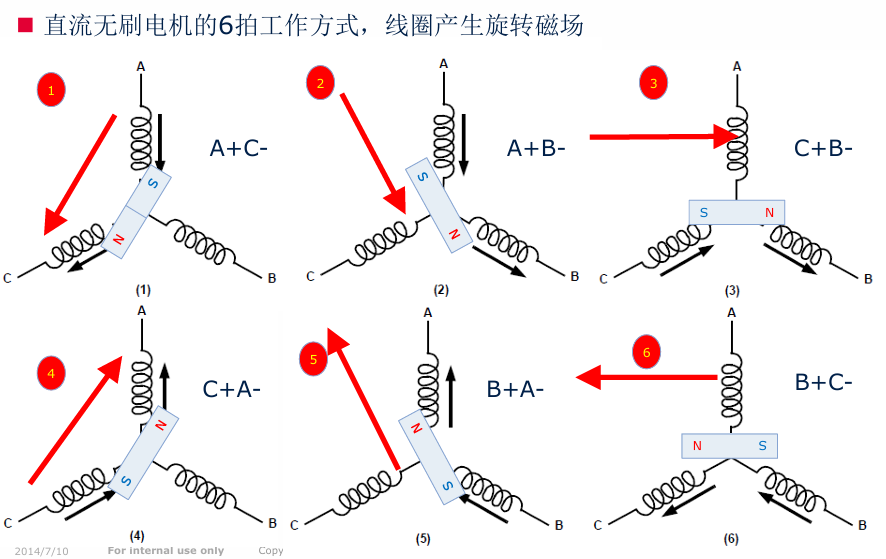 直流无刷电机的6拍工作方式，线圈产生旋转磁场
1
A
A+C-
S
N
C
B
(1)
2
A
A+B-
S
N
C
B
(2)
3
A
C+B-
S N
C
B
(3)
4
A
C+A-
N
S
C
B
(4)
5
A
B+A-
N
S
C
B
(5)
6
A
B+C-
N S
C
B
(6)
2014/7/10 For internal use only Copy